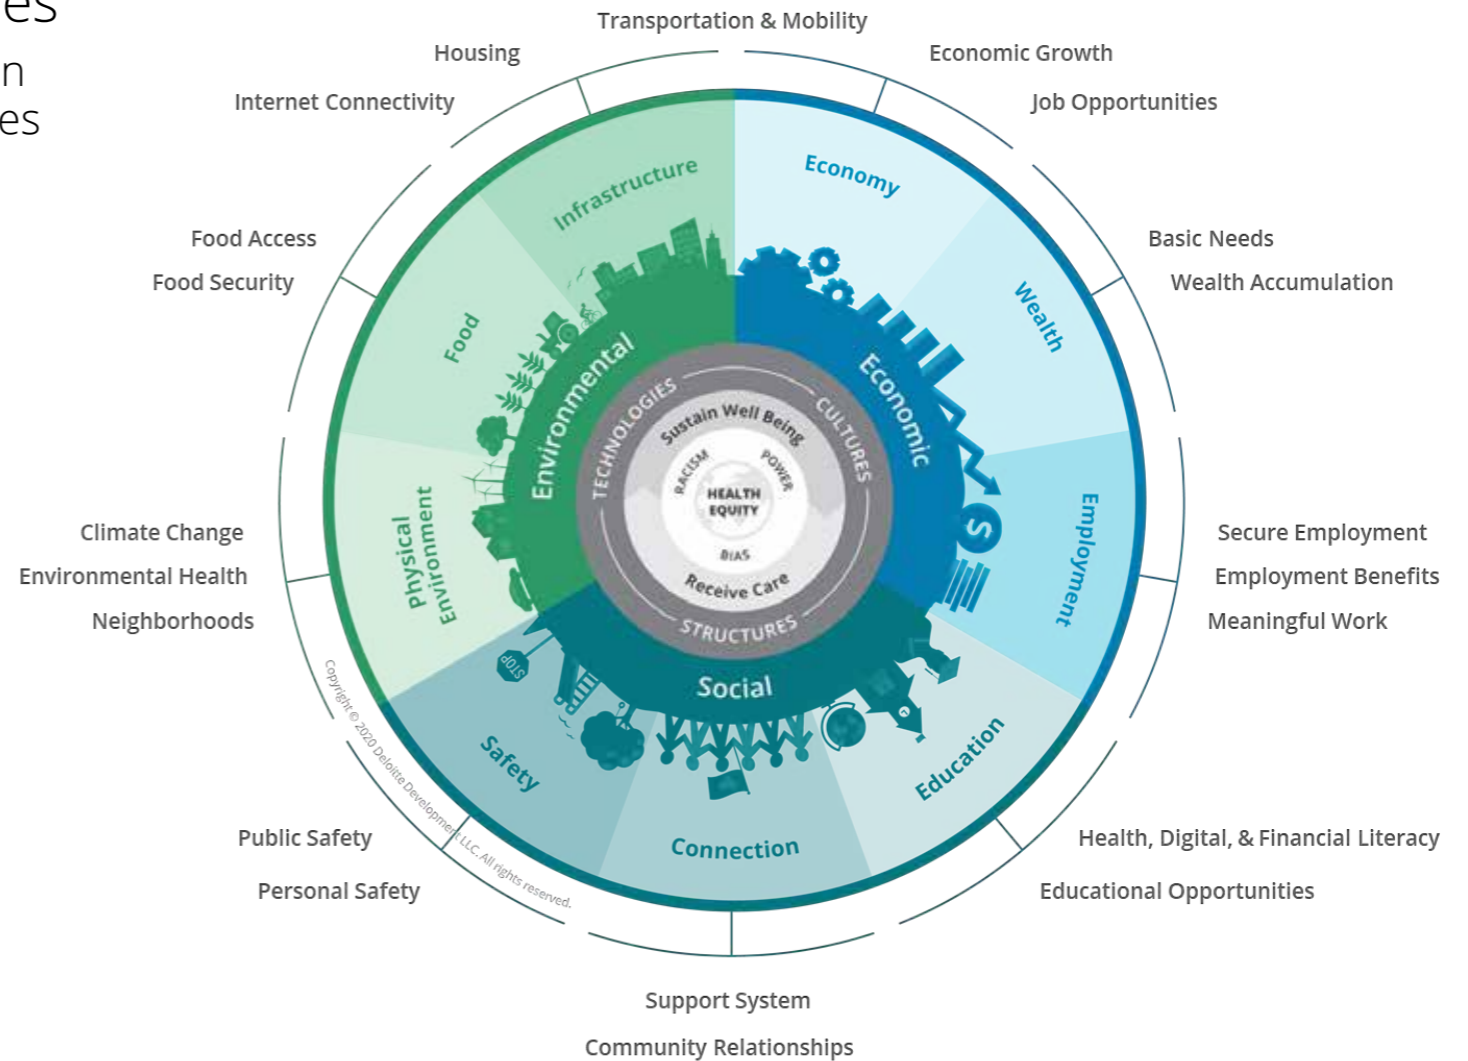 es
n
es
Transportation & Mobility
Housing
Internet Connectivity
Economic Growth
Job Opportunities
Food Access
Food Security
Basic Needs
Wealth Accumulation
Climate Change
Environmental Health
Neighborhoods
Secure Employment
Employment Benefits
Meaningful Work
Public Safety
Personal Safety
Health, Digital, & Financial Literacy
Educational Opportunities
Support System
Community Relationships
Infrastructure
Economy
Food
Wealth
Physical
Environment
Employment
Safety
Connection
Education
Environmental
Economic
Social
TECHNOLOGIES
CULTURES
STRUCTURES
Sustain Well Being
Receive Care
RACISM
POWER
BIAS
HEALTH
EQUITY
STOP
S
Copyright © 2020 Deloitte Development LLC. All rights reserved.